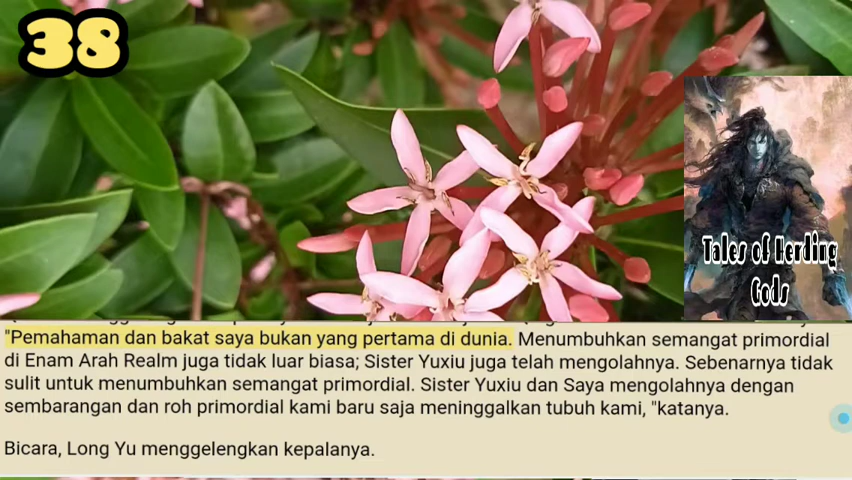 38
Tales of Herding
Gods
"Pemahaman dan bakat saya bukan yang pertama di dunia. Menumbuhkan semangat primordial
di Enam Arah Realm juga tidak luar biasa; Sister Yuxiu juga telah mengolahnya. Sebenarnya tidak
sulit untuk menumbuhkan semangat primordial. Sister Yuxiu dan Saya mengolahnya dengan
sembarangan dan roh primordial kami baru saja meninggalkan tubuh kami, "katanya.
Bicara, Long Yu menggelengkan kepalanya.